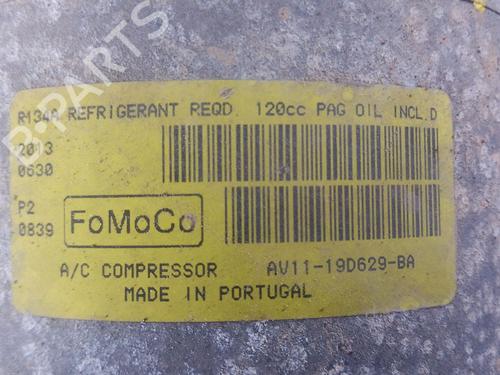 B-PARTS
R134A REFRIGERANT REQD. 120cc PAG OIL INCL.D
2013
0630
P2
0839
FoMoCo
A/C COMPRESSOR AV11-19D629-BA
MADE IN PORTUGAL